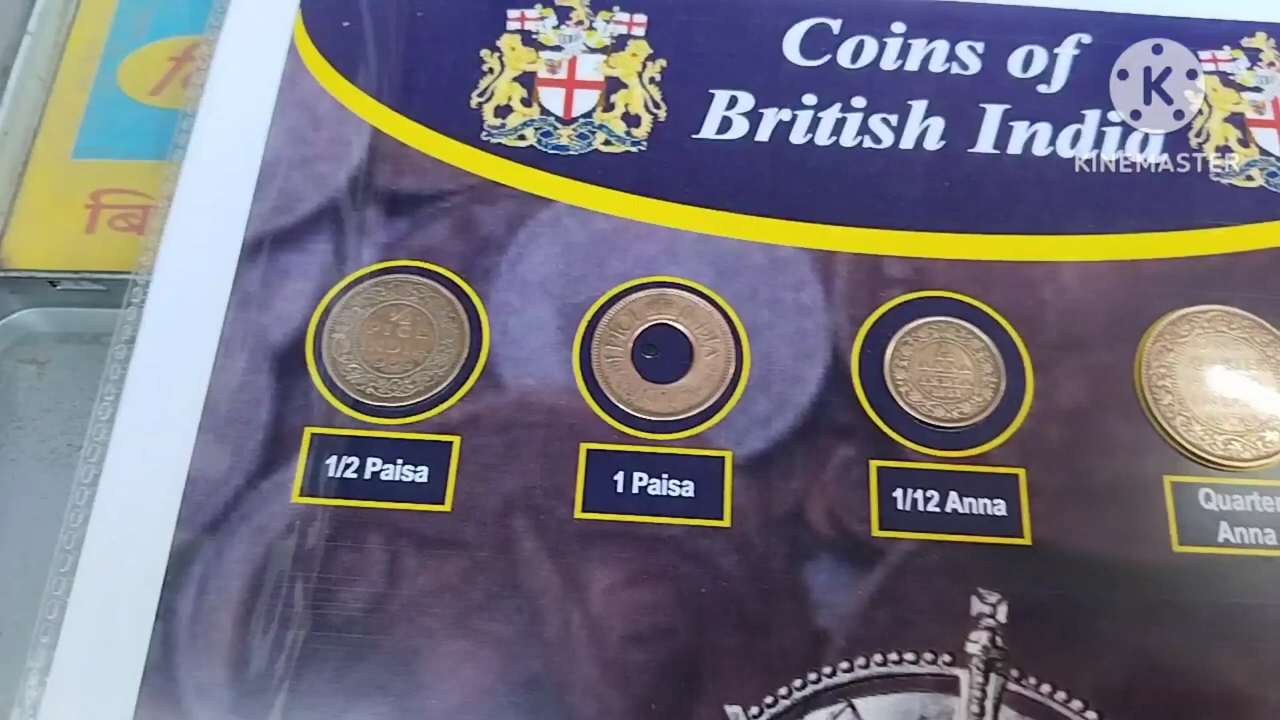 Coins of
British India
KINEMASTER
बि
1/2 Paisa
1 Paisa
1/12 Anna
Quarter
Anna